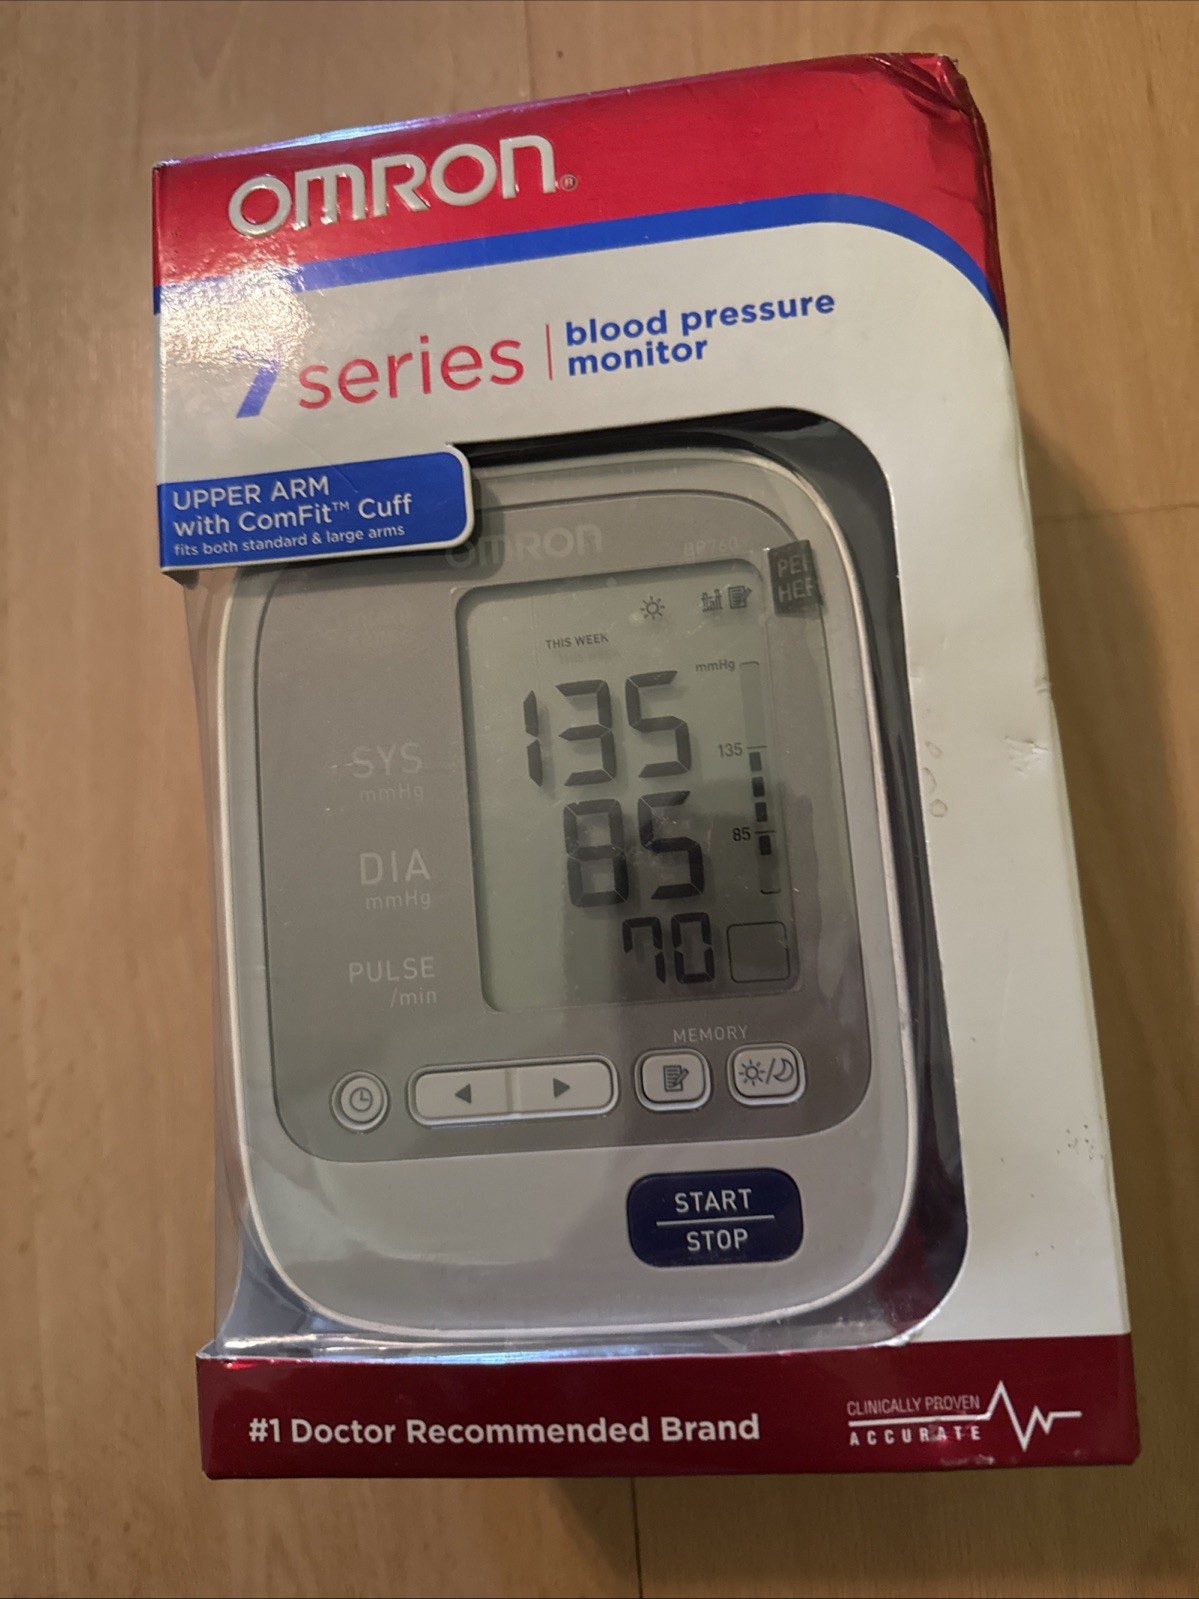 OMRON®
7 series
blood pressure
monitor
UPPER ARM
with ComFit™ Cuff
fits both standard & large arms
OMRON
BP760
THIS WEEK
mmHg
SYS
mmHg
135
135
DIA
mmHg
85
85
PULSE
/min
70
MEMORY
START
STOP
#1 Doctor Recommended Brand
CLINICALLY PROVEN
ACCURATE